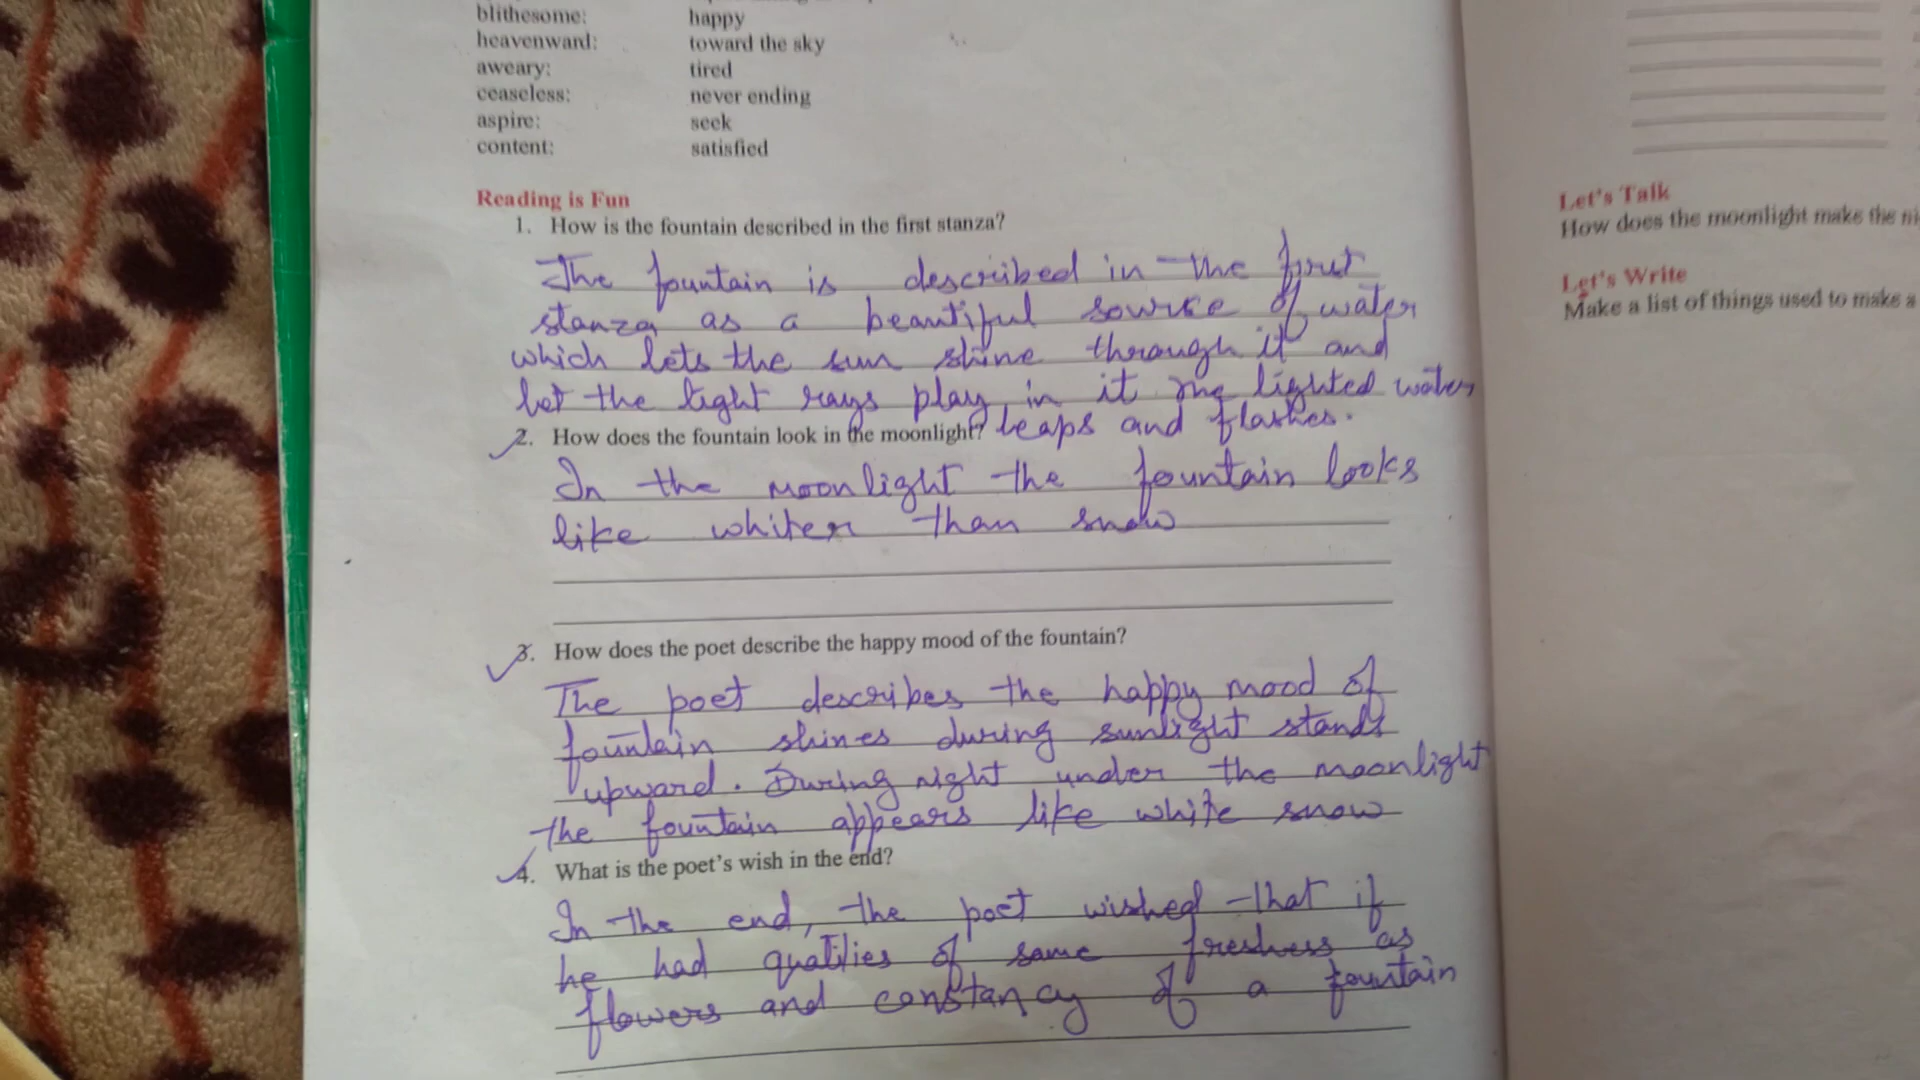 blithesome: happy
heavenward: toward the sky
aweary: tired
ceaseless: never ending
aspire: seek
content: satisfied
Reading is Fun
1. How is the fountain described in the first stanza?
The fountain is described in the first
stanza as a beautiful source of water
which lets the sun shine through it and
let the light rays play in it the lighted water
leaps and flashes.
2. How does the fountain look in the moonlight?
In the moonlight the fountain looks
like whiter than snow
3. How does the poet describe the happy mood of the fountain?
The poet describes the happy mood of
fountain shines during sunlight stands
upward. During night under the moonlight
the fountain appears like white snow
4. What is the poet's wish in the end?
In the end, the poet wished that if
he had qualities of same freshness as
flowers and constancy of a fountain
Let's Talk
How does the moonlight make the
Let's Write
Make a list of things used to make a